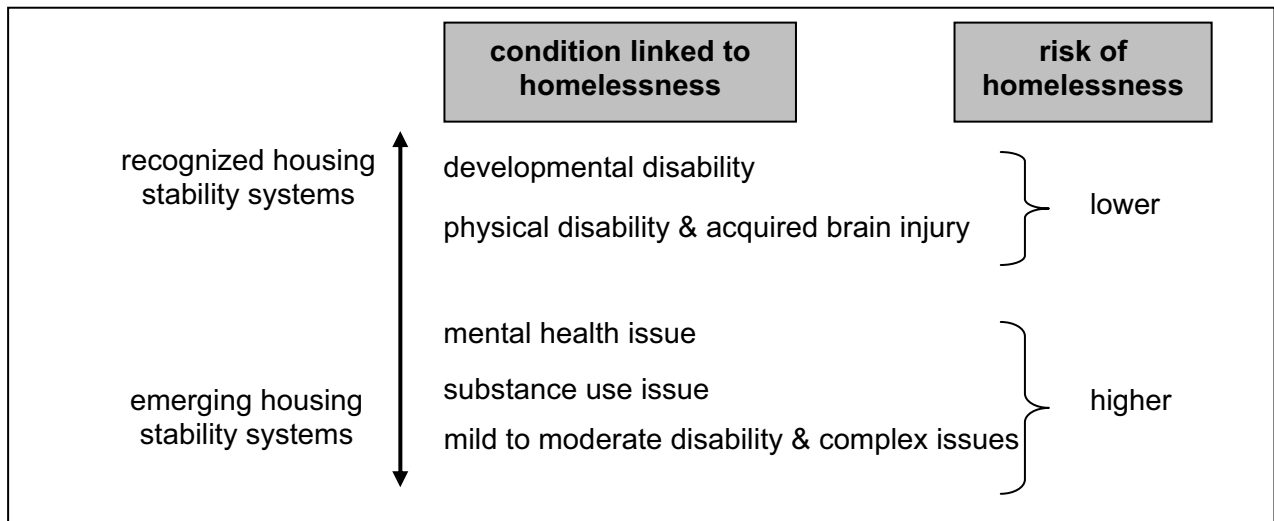 condition linked to
homelessness
risk of
homelessness
recognized housing
stability systems
developmental disability
physical disability & acquired brain injury
lower
mental health issue
substance use issue
mild to moderate disability & complex issues
emerging housing
stability systems
higher